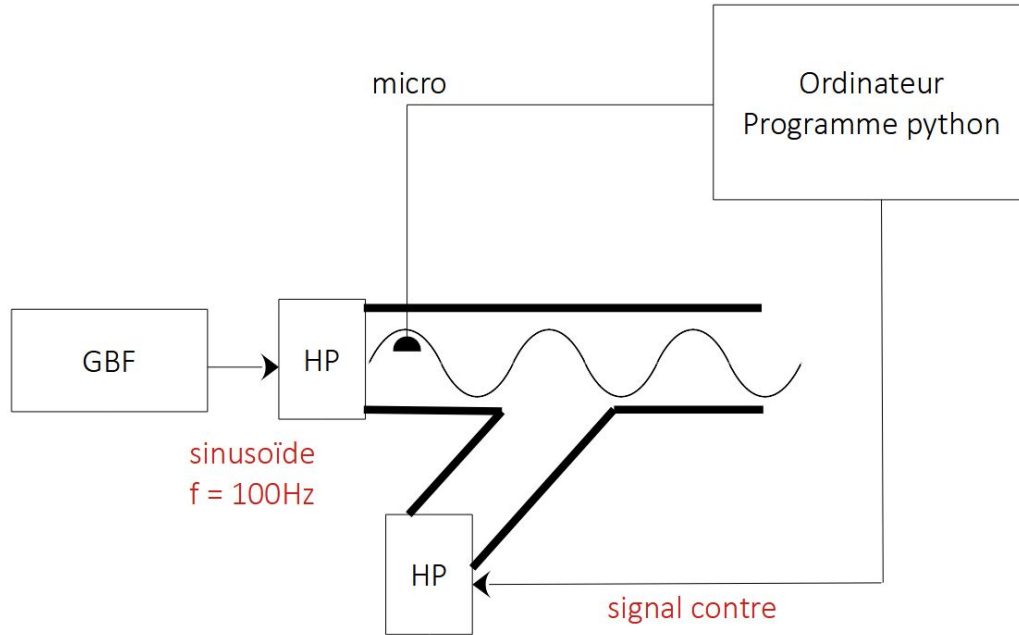 micro
Ordinateur
Programme python
GBF
HP
sinusoïde
f = 100Hz
HP
signal contre